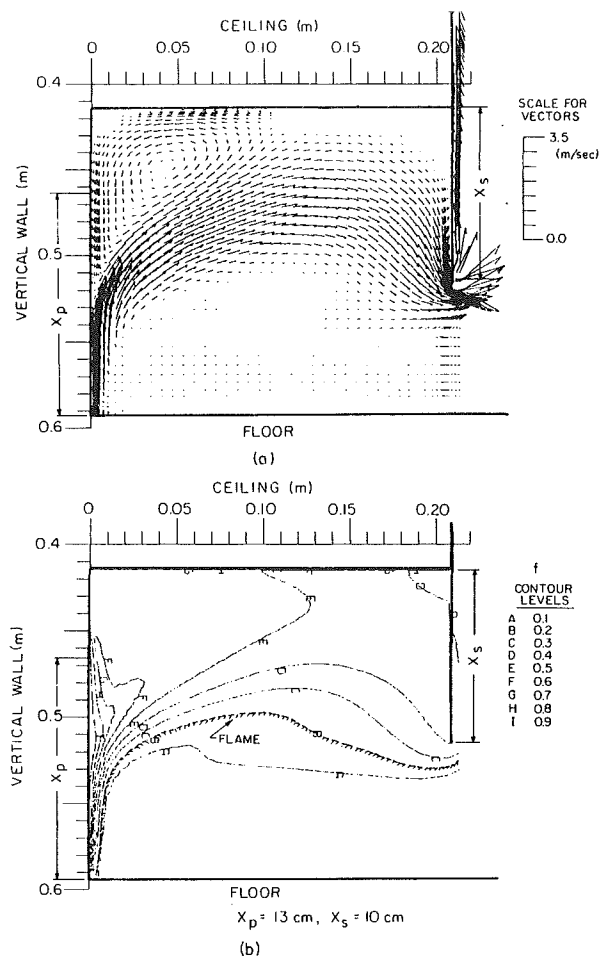 CEILING (m)
0 0.05 0.10 0.15 0.20
0.4
0.5
0.6
VERTICAL WALL (m)
Xp
Xs
SCALE FOR
VECTORS
3.5
(m/sec)
0.0
FLOOR
(a)
CEILING (m)
0 0.05 0.10 0.15 0.20
0.4
0.5
0.6
VERTICAL WALL (m)
Xp
Xs
FLAME
f
CONTOUR
LEVELS
A 0.1
B 0.2
C 0.3
D 0.4
E 0.5
F 0.6
G 0.7
H 0.8
I 0.9
FLOOR
Xp = 13 cm, Xs = 10 cm
(b)